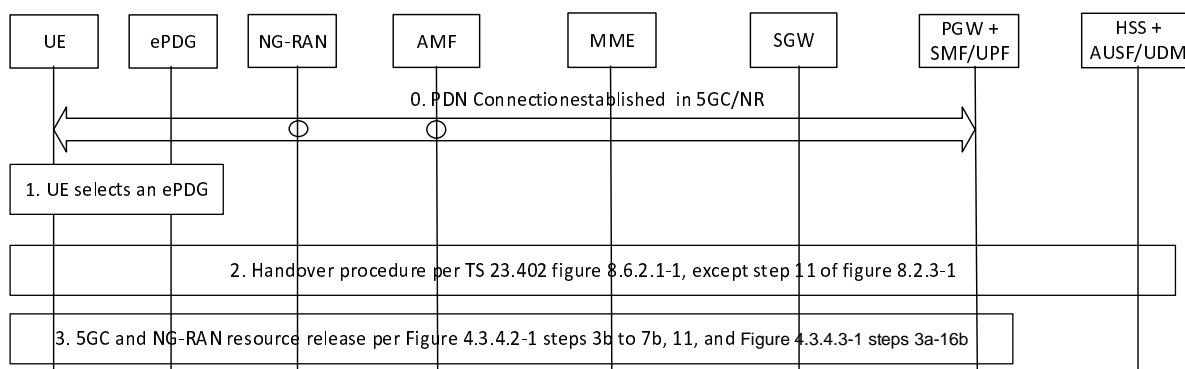 UE
ePDG
NG-RAN
AMF
MME
SGW
PGW +
SMF/UPF
HSS +
AUSF/UDM
0. PDN Connectionestablished in 5GC/NR
1. UE selects an ePDG
2. Handover procedure per TS 23.402 figure 8.6.2.1-1, except step 11 of figure 8.2.3-1
3. 5GC and NG-RAN resource release per Figure 4.3.4.2-1 steps 3b to 7b, 11, and Figure 4.3.4.3-1 steps 3a-16b